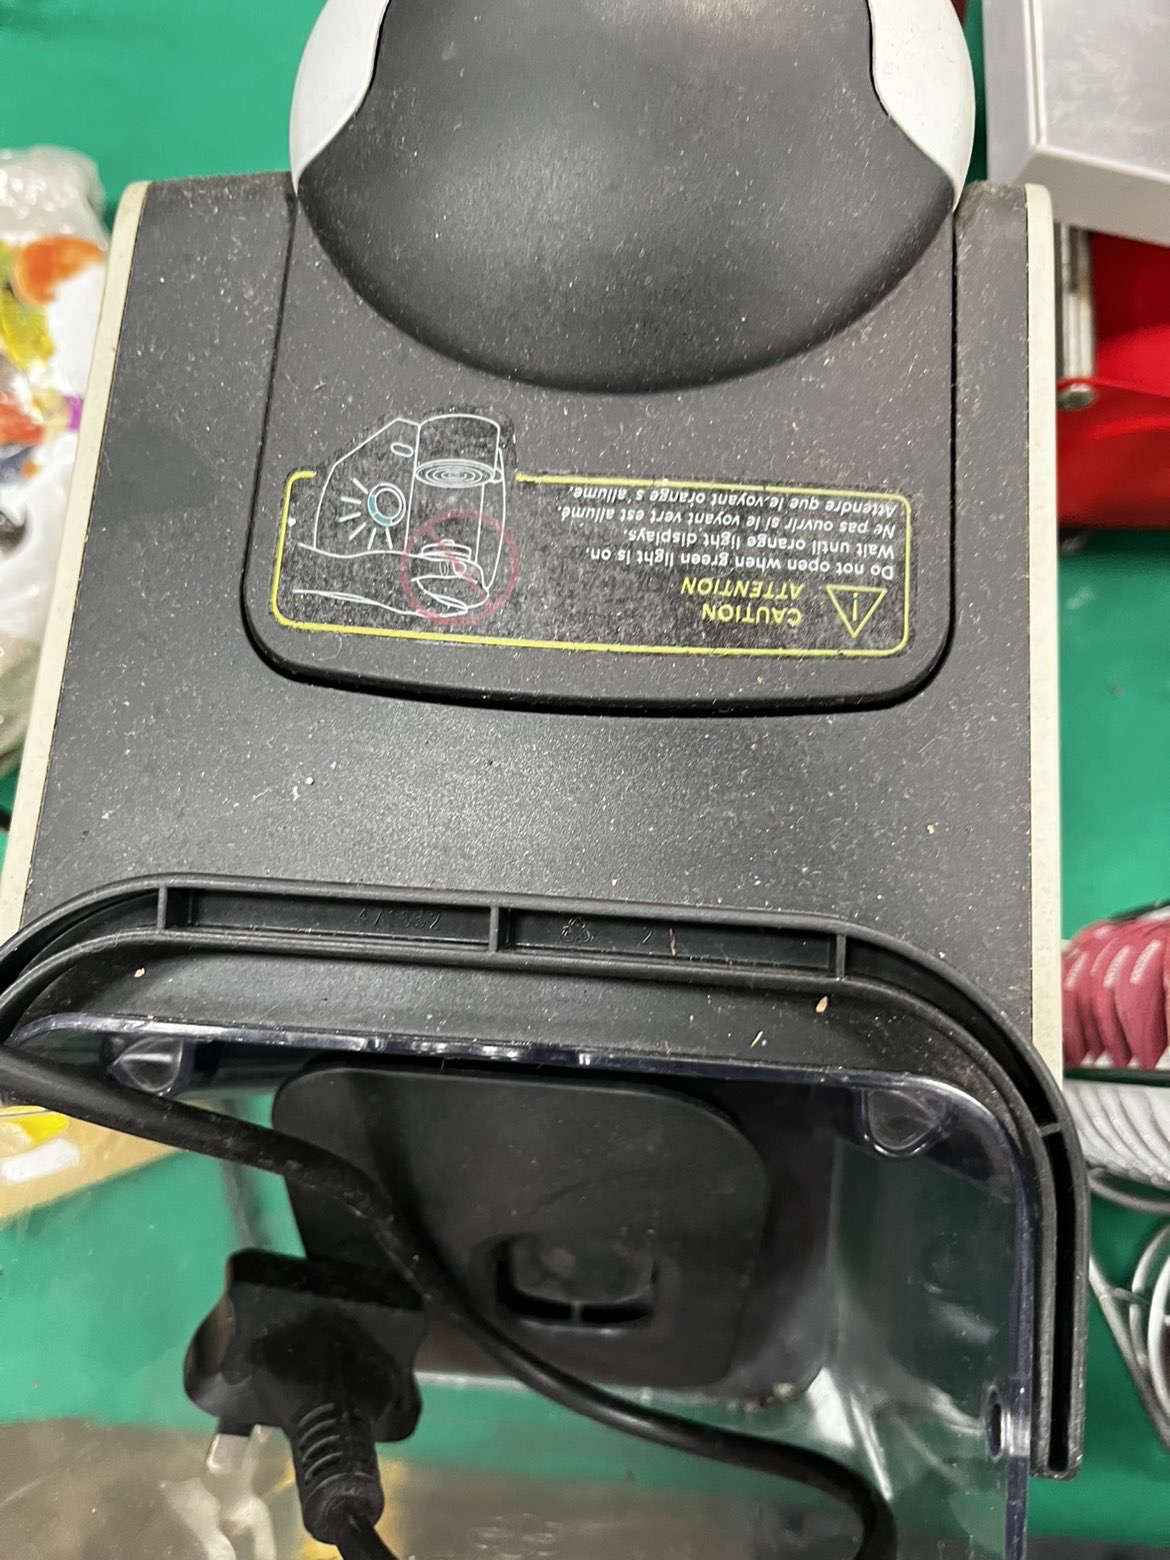 CAUTION
ATTENTION
Do not open when green light is on.
Wait until orange light displays.
Ne pas ouvrir si le voyant vert est allumé.
Attendre que le voyant orange s'allume.